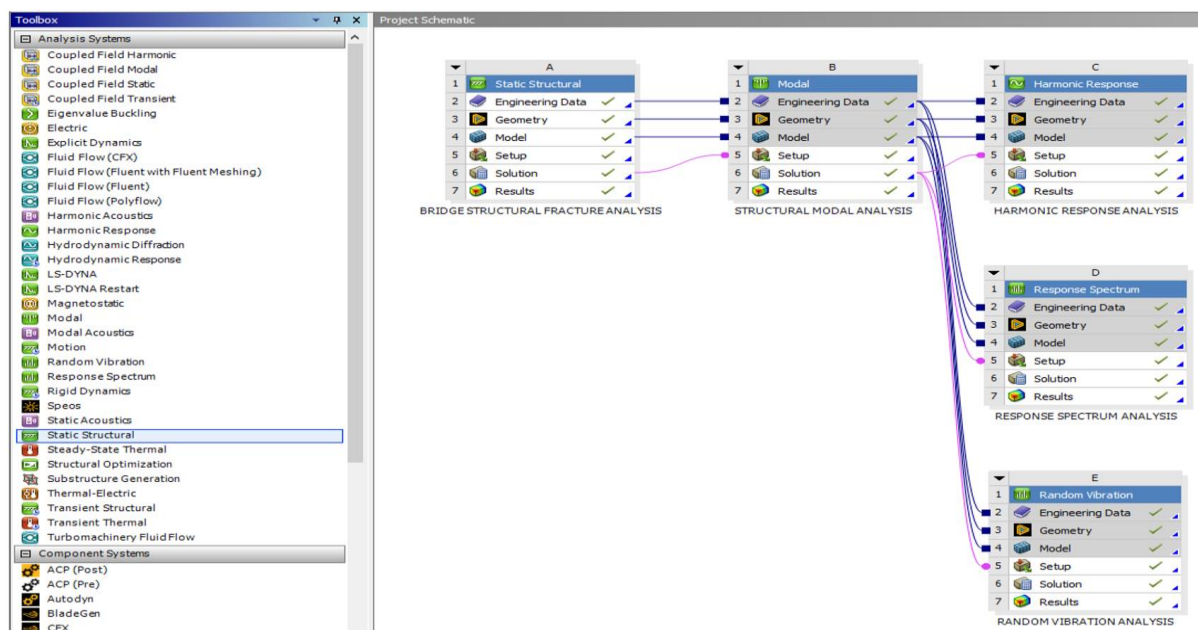 Toolbox
Analysis Systems
Coupled Field Harmonic
Coupled Field Modal
Coupled Field Static
Coupled Field Transient
Eigenvalue Buckling
Electric
Explicit Dynamics
Fluid Flow (CFX)
Fluid Flow (Fluent with Fluent Meshing)
Fluid Flow (Fluent)
Fluid Flow (Polyflow)
Harmonic Acoustics
Harmonic Response
Hydrodynamic Diffraction
Hydrodynamic Response
LS-DYNA
LS-DYNA Restart
Magnetostatic
Modal
Modal Acoustics
Motion
Random Vibration
Response Spectrum
Rigid Dynamics
Speos
Static Acoustics
Static Structural
Steady-State Thermal
Structural Optimization
Substructure Generation
Thermal-Electric
Transient Structural
Transient Thermal
Turbomachinery Fluid Flow
Component Systems
ACP (Post)
ACP (Pre)
Autodyn
BladeGen
CFX
Project Schematic
A
1 Static Structural
2 Engineering Data
3 Geometry
4 Model
5 Setup
6 Solution
7 Results
BRIDGE STRUCTURAL FRACTURE ANALYSIS
B
1 Modal
2 Engineering Data
3 Geometry
4 Model
5 Setup
6 Solution
7 Results
STRUCTURAL MODAL ANALYSIS
C
1 Harmonic Response
2 Engineering Data
3 Geometry
4 Model
5 Setup
6 Solution
7 Results
HARMONIC RESPONSE ANALYSIS
D
1 Response Spectrum
2 Engineering Data
3 Geometry
4 Model
5 Setup
6 Solution
7 Results
RESPONSE SPECTRUM ANALYSIS
E
1 Random Vibration
2 Engineering Data
3 Geometry
4 Model
5 Setup
6 Solution
7 Results
RANDOM VIBRATION ANALYSIS